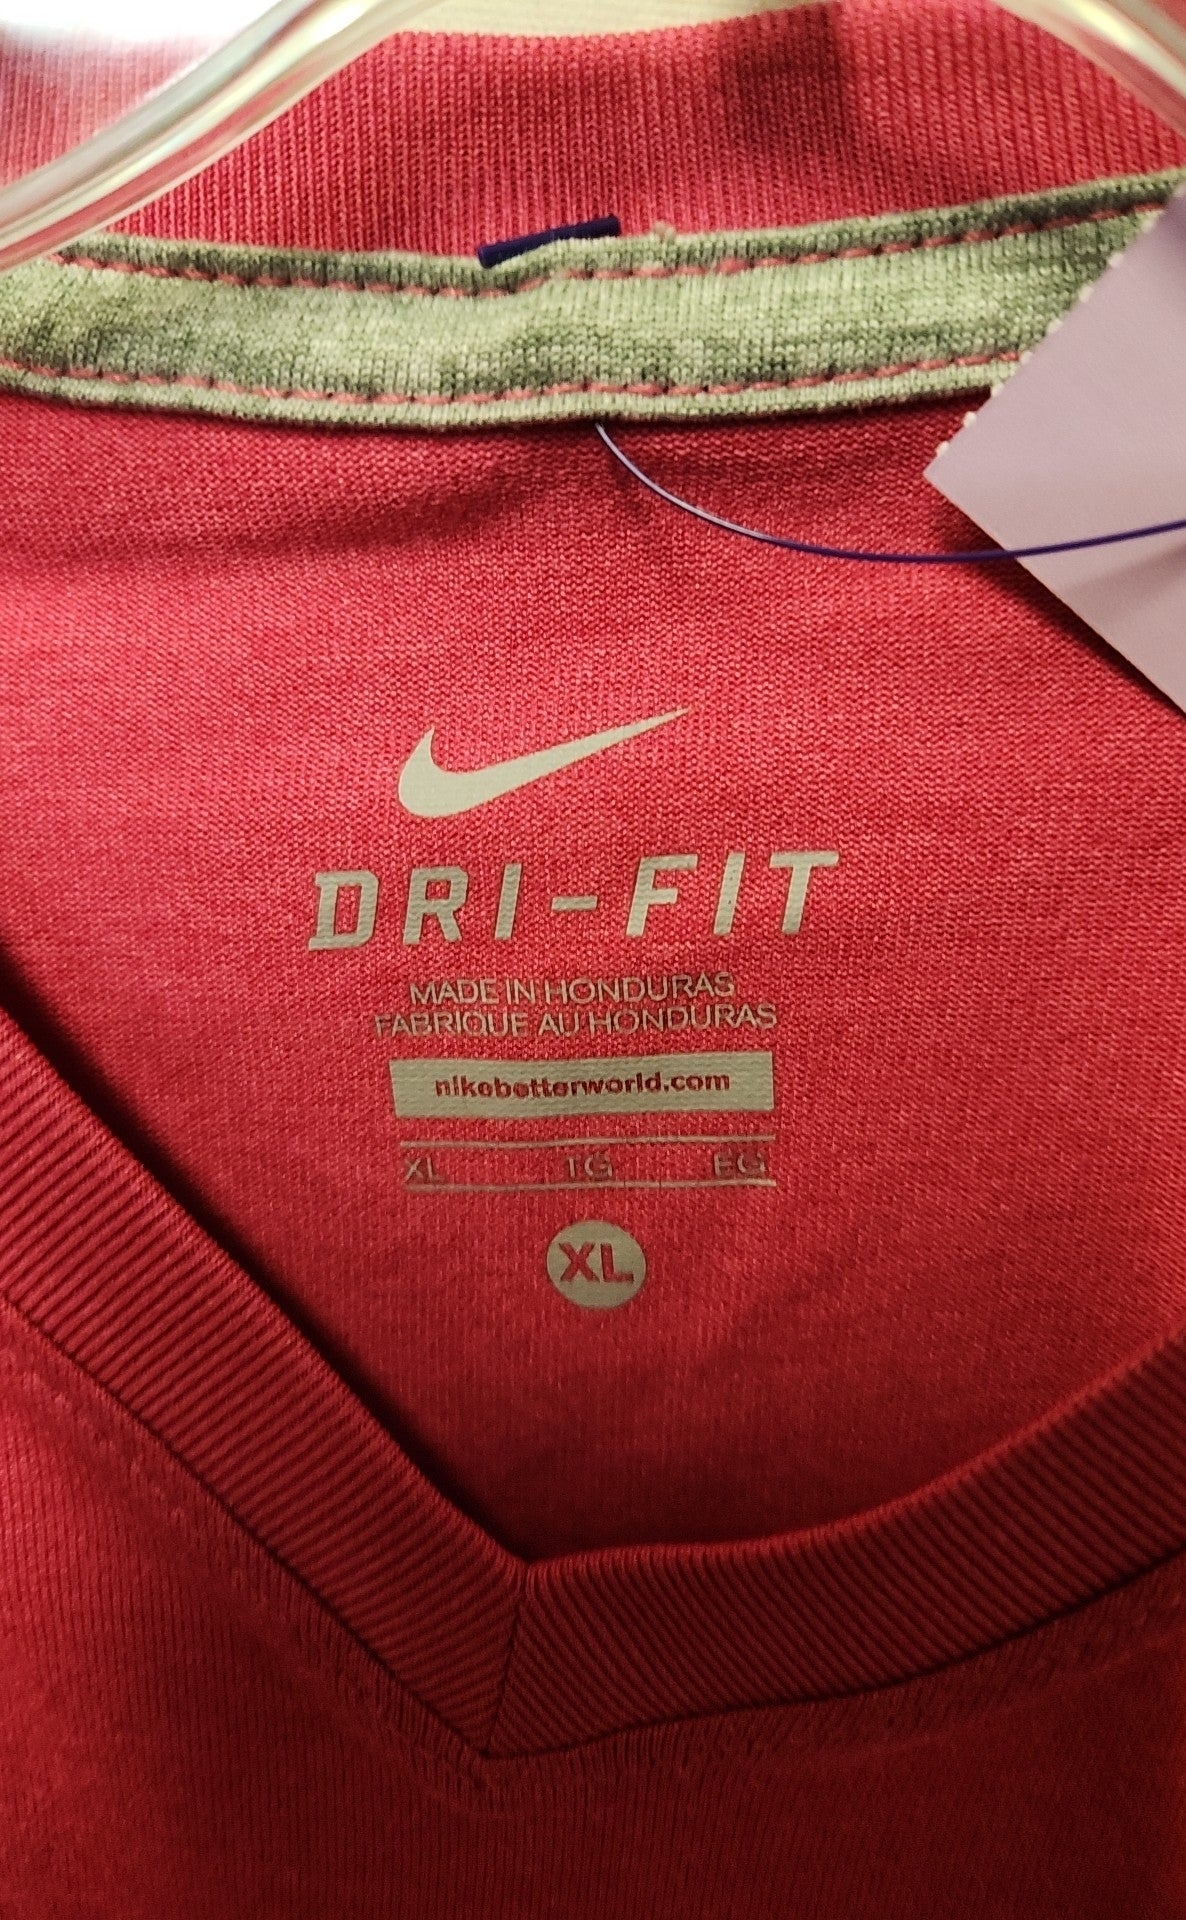 DRI-FIT
MADE IN HONDURAS
FABRIQUE AU HONDURAS
nikebetterworld.com
XL TG EG
XL